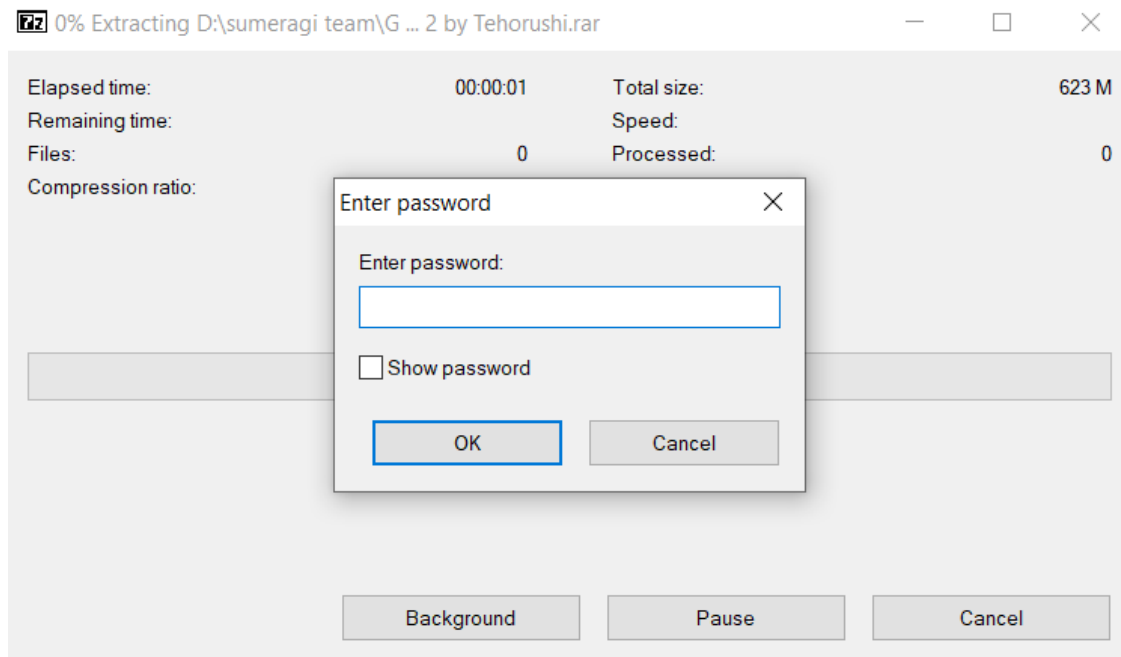 7z 0% Extracting D:\sumeragi team\G ... 2 by Tehorushi.rar
Elapsed time: 00:00:01 Total size: 623 M
Remaining time: Speed:
Files: 0 Processed: 0
Compression ratio:
Enter password
Enter password:
Show password
OK Cancel
Background Pause Cancel